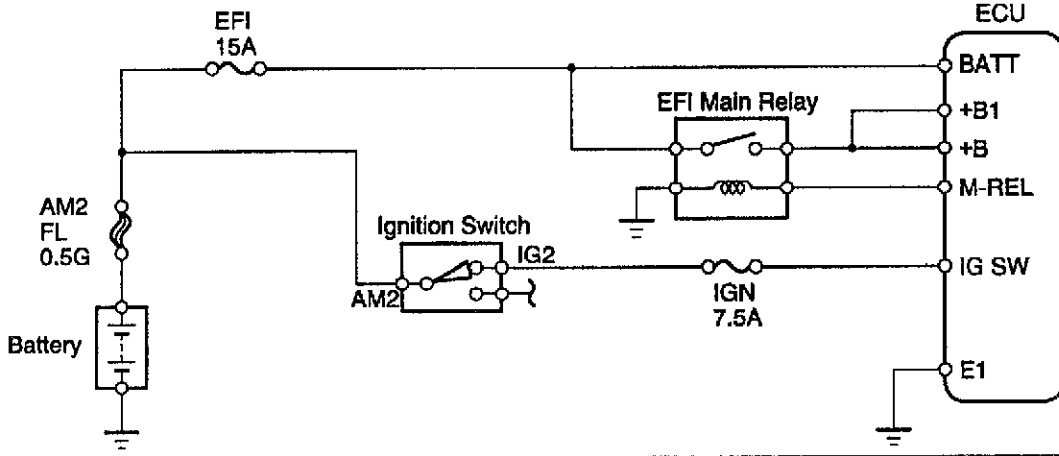 EFI
15A
ECU
BATT
EFI Main Relay
+B1
+B
M-REL
AM2
FL
0.5G
Ignition Switch
IG2
AM2
IG SW
IGN
7.5A
Battery
E1